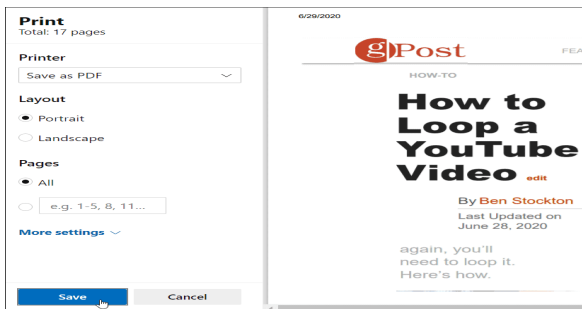 Print
Total: 17 pages
Printer
Save as PDF
Layout
Portrait
Landscape
Pages
All
e.g. 1-5, 8, 11...
More settings
Save
Cancel
6/29/2020
gPost
FEA
HOW-TO
How to
Loop a
YouTube
Video edit
By Ben Stockton
Last Updated on
June 28, 2020
again, you'll
need to loop it.
Here's how.